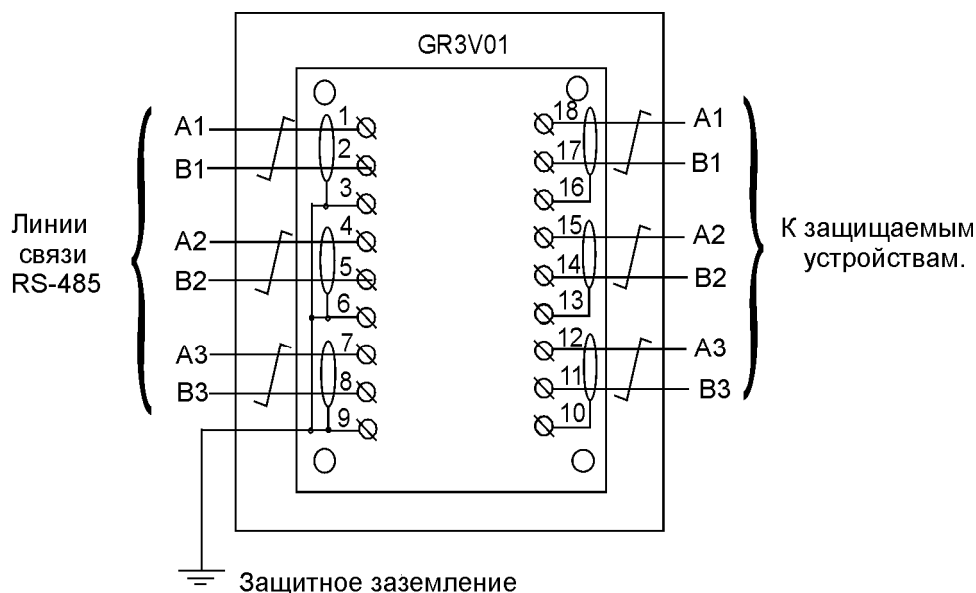 GR3V01
A1
B1
A2
B2
A3
B3
Линии
связи
RS-485
1
2
3
4
5
6
7
8
9
18
17
16
15
14
13
12
11
10
A1
B1
A2
B2
A3
B3
К защищаемым
устройствам.
Защитное заземление